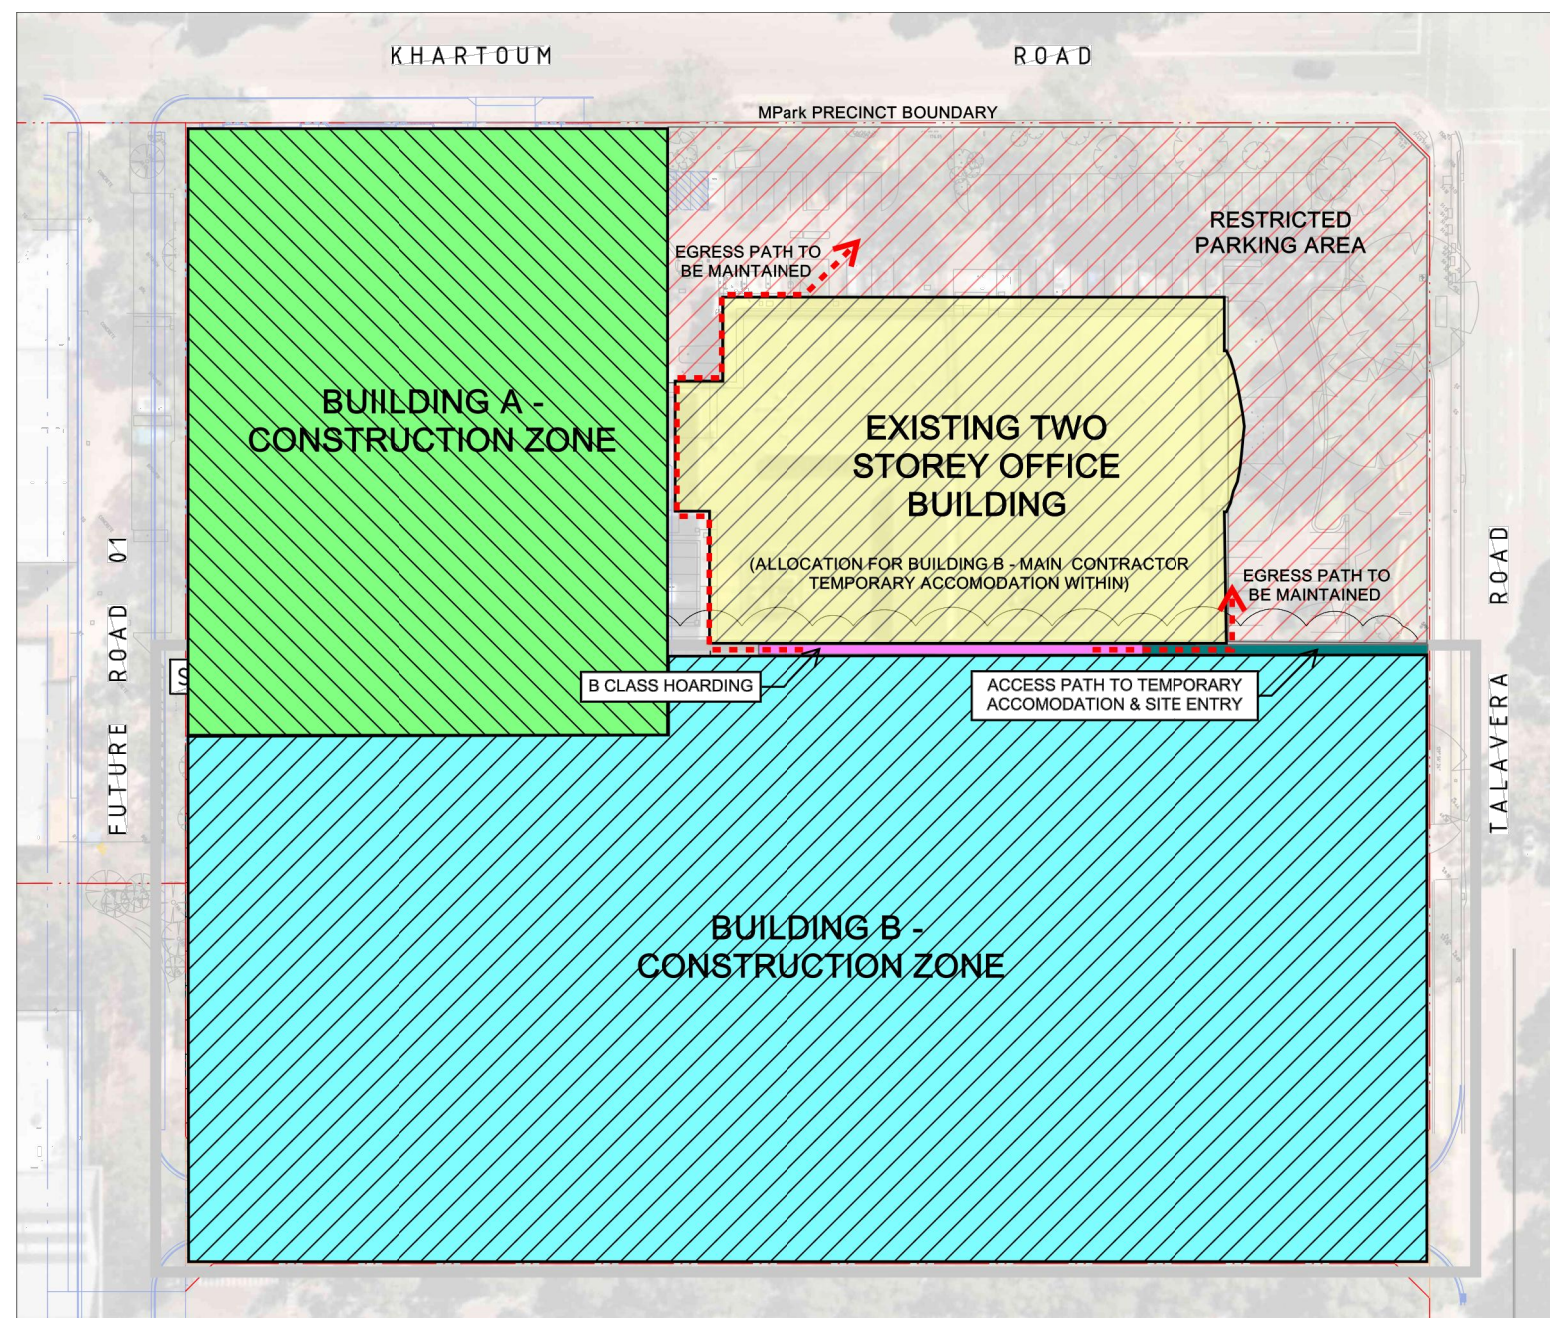 KHARTOUM ROAD
MPark PRECINCT BOUNDARY
RESTRICTED
PARKING AREA
EGRESS PATH TO
BE MAINTAINED
BUIILDING A -
CONSTRUCTION ZONE
EXISTING TWO
STOREY OFFICE
BUILDING
(ALLOCATION FOR BUILDING B - MAIN CONTRACTOR
TEMPORARY ACCOMODATION WITHIN)
EGRESS PATH TO
BE MAINTAINED
FUTURE ROAD 01
TALAVERA ROAD
S
B CLASS HOARDING
ACCESS PATH TO TEMPORARY
ACCOMODATION & SITE ENTRY
BUILDING B -
CONSTRUCTION ZONE